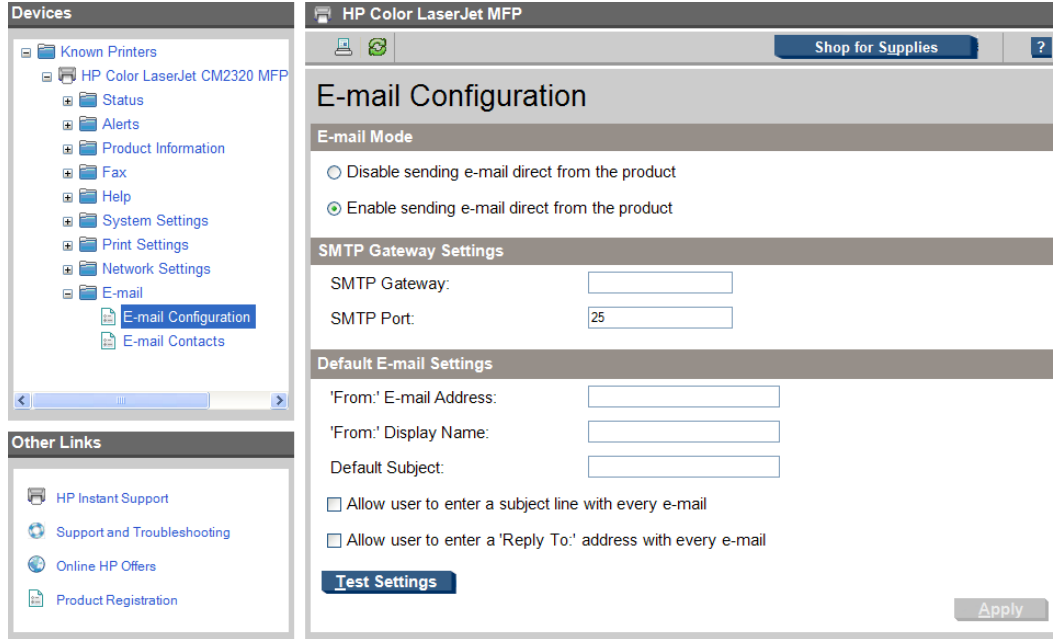 Devices
Known Printers
HP Color LaserJet CM2320 MFP
Status
Alerts
Product Information
Fax
Help
System Settings
Print Settings
Network Settings
E-mail
E-mail Configuration
E-mail Contacts
Other Links
HP Instant Support
Support and Troubleshooting
Online HP Offers
Product Registration
HP Color LaserJet MFP
Shop for Supplies
?
E-mail Configuration
E-mail Mode
Disable sending e-mail direct from the product
Enable sending e-mail direct from the product
SMTP Gateway Settings
SMTP Gateway:
SMTP Port: 25
Default E-mail Settings
'From:' E-mail Address:
'From:' Display Name:
Default Subject:
Allow user to enter a subject line with every e-mail
Allow user to enter a 'Reply To:' address with every e-mail
Test Settings
Apply